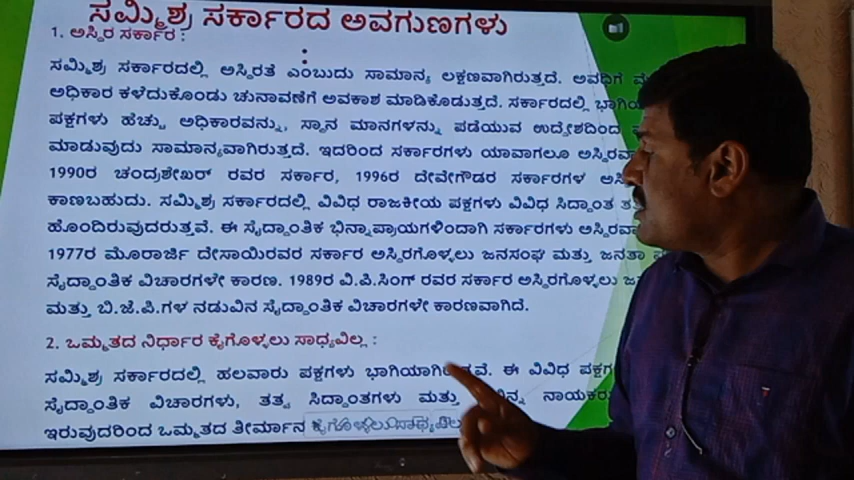 ಸಮ್ಮಿಶ್ರ ಸರ್ಕಾರದ ಅವಗುಣಗಳು
1. ಅಸ್ಥಿರ ಸರ್ಕಾರ :
ಸಮ್ಮಿಶ್ರ ಸರ್ಕಾರದಲ್ಲಿ ಅಸ್ಥಿರತೆ ಎಂಬುದು ಸಾಮಾನ್ಯ ಲಕ್ಷಣವಾಗಿರುತ್ತದೆ. ಅವಧಿಗೆ
ಅಧಿಕಾರ ಕಳೆದುಕೊಂಡು ಚುನಾವಣೆಗೆ ಅವಕಾಶ ಮಾಡಿಕೊಡುತ್ತದೆ. ಸರ್ಕಾರದಲ್ಲಿ
ಪಕ್ಷಗಳು ಹೆಚ್ಚು ಅಧಿಕಾರವನ್ನು, ಸ್ಥಾನ ಮಾನಗಳನ್ನು ಪಡೆಯುವ ಉದ್ದೇಶದಿಂದ
ಮಾಡುವುದು ಸಾಮಾನ್ಯವಾಗಿರುತ್ತದೆ. ಇದರಿಂದ ಸರ್ಕಾರಗಳು ಯಾವಾಗಲೂ
1990ರ ಚಂದ್ರಶೇಖರ್ ರವರ ಸರ್ಕಾರ, 1996ರ ದೇವೇಗೌಡರ ಸರ್ಕಾರಗಳ
ಕಾಣಬಹುದು. ಸಮ್ಮಿಶ್ರ ಸರ್ಕಾರದಲ್ಲಿ ವಿವಿಧ ರಾಜಕೀಯ ಪಕ್ಷಗಳು ವಿವಿಧ ಸಿದ್ಧಾಂತ
ಹೊಂದಿರುವುದರುತ್ತವೆ. ಈ ಸೈದ್ಧಾಂತಿಕ ಭಿನ್ನಾಪ್ರಾಯಗಳಿಂದಾಗಿ ಸರ್ಕಾರಗಳು
1977ರ ಮೊರಾರ್ಜಿ ದೇಸಾಯಿರವರ ಸರ್ಕಾರ ಅಸ್ಥಿರಗೊಳ್ಳಲು ಜನಸಂಘ ಮತ್ತು ಜನತಾ
ಸೈದ್ಧಾಂತಿಕ ವಿಚಾರಗಳೇ ಕಾರಣ. 1989ರ ವಿ.ಪಿ.ಸಿಂಗ್ ರವರ ಸರ್ಕಾರ ಅಸ್ಥಿರಗೊಳ್ಳಲು
ಮತ್ತು ಬಿ.ಜೆ.ಪಿ.ಗಳ ನಡುವಿನ ಸೈದ್ಧಾಂತಿಕ ವಿಚಾರಗಳೇ ಕಾರಣವಾಗಿದೆ.
2. ಒಮ್ಮತದ ನಿರ್ಧಾರ ಕೈಗೊಳ್ಳಲು ಸಾಧ್ಯವಿಲ್ಲ :
ಸಮ್ಮಿಶ್ರ ಸರ್ಕಾರದಲ್ಲಿ ಹಲವಾರು ಪಕ್ಷಗಳು ಈ ವಿವಿಧ
ಸೈದ್ಧಾಂತಿಕ ವಿಚಾರಗಳು, ತತ್ವ ಸಿದ್ಧಾಂತಗಳು ಮತ್ತು
ಇರುವುದರಿಂದ ಒಮ್ಮತದ ತೀರ್ಮಾನ ಕೈಗೊಳ್ಳಲು